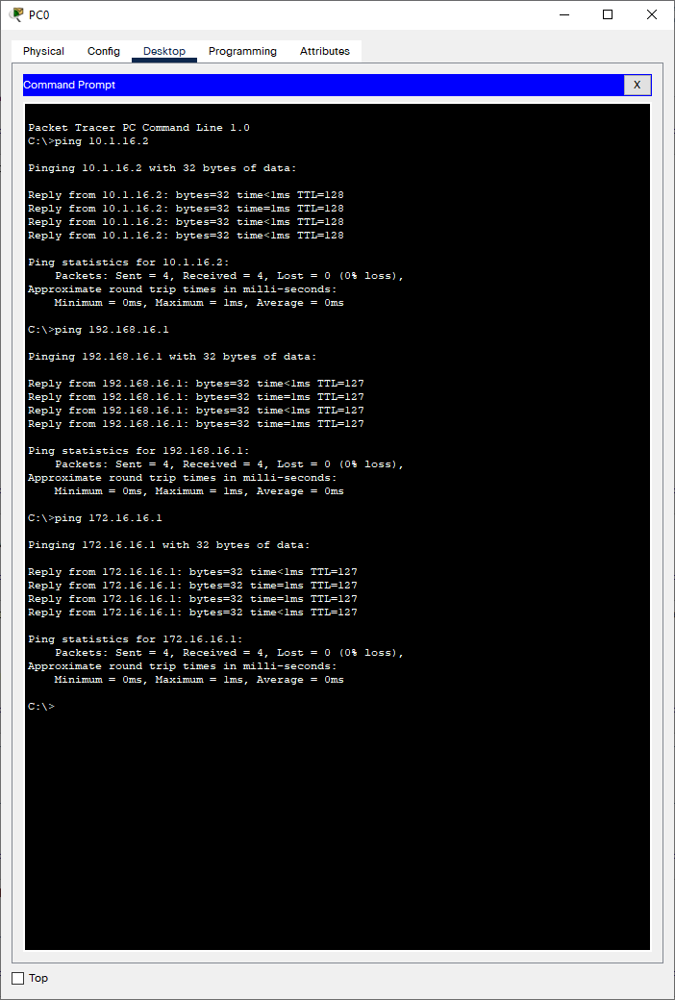 PC0
Physical Config Desktop Programming Attributes
Command Prompt X
Packet Tracer PC Command Line 1.0
C:\>ping 10.1.16.2
Pinging 10.1.16.2 with 32 bytes of data:
Reply from 10.1.16.2: bytes=32 time<1ms TTL=128
Reply from 10.1.16.2: bytes=32 time=1ms TTL=128
Reply from 10.1.16.2: bytes=32 time<1ms TTL=128
Reply from 10.1.16.2: bytes=32 time=1ms TTL=128
Ping statistics for 10.1.16.2:
Packets: Sent = 4, Received = 4, Lost = 0 (0% loss),
Approximate round trip times in milli-seconds:
Minimum = 0ms, Maximum = 1ms, Average = 0ms
C:\>ping 192.168.16.1
Pinging 192.168.16.1 with 32 bytes of data:
Reply from 192.168.16.1: bytes=32 time<1ms TTL=127
Reply from 192.168.16.1: bytes=32 time=1ms TTL=127
Reply from 192.168.16.1: bytes=32 time<1ms TTL=127
Reply from 192.168.16.1: bytes=32 time=1ms TTL=127
Ping statistics for 192.168.16.1:
Packets: Sent = 4, Received = 4, Lost = 0 (0% loss),
Approximate round trip times in milli-seconds:
Minimum = 0ms, Maximum = 1ms, Average = 0ms
C:\>ping 172.16.16.1
Pinging 172.16.16.1 with 32 bytes of data:
Reply from 172.16.16.1: bytes=32 time<1ms TTL=127
Reply from 172.16.16.1: bytes=32 time=1ms TTL=127
Reply from 172.16.16.1: bytes=32 time=1ms TTL=127
Reply from 172.16.16.1: bytes=32 time<1ms TTL=127
Ping statistics for 172.16.16.1:
Packets: Sent = 4, Received = 4, Lost = 0 (0% loss),
Approximate round trip times in milli-seconds:
Minimum = 0ms, Maximum = 1ms, Average = 0ms
C:\>
Top